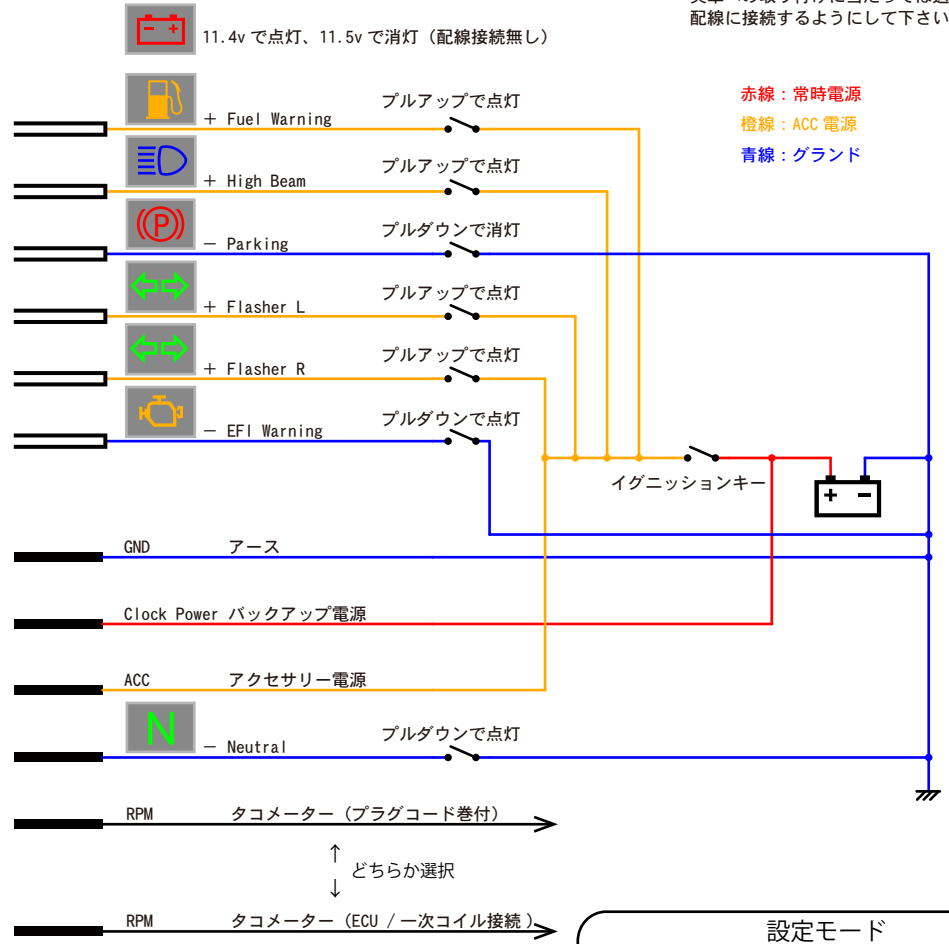 配線に接続するようにして下さい
11.4v で点灯、11.5v で消灯（配線接続無し）
赤線：常時電源
橙線：ACC 電源
青線：グランド
+ Fuel Warning プルアップで点灯
+ High Beam プルアップで点灯
(P)
− Parking プルダウンで消灯
+ Flasher L プルアップで点灯
+ Flasher R プルアップで点灯
− EFI Warning プルダウンで点灯
イグニッションキー
+ −
GND アース
Clock Power バックアップ電源
ACC アクセサリー電源
N
− Neutral プルダウンで点灯
RPM タコメーター（プラグコード巻付）
↑
どちらか選択
↓
RPM タコメーター（ECU / 一次コイル接続）
設定モード